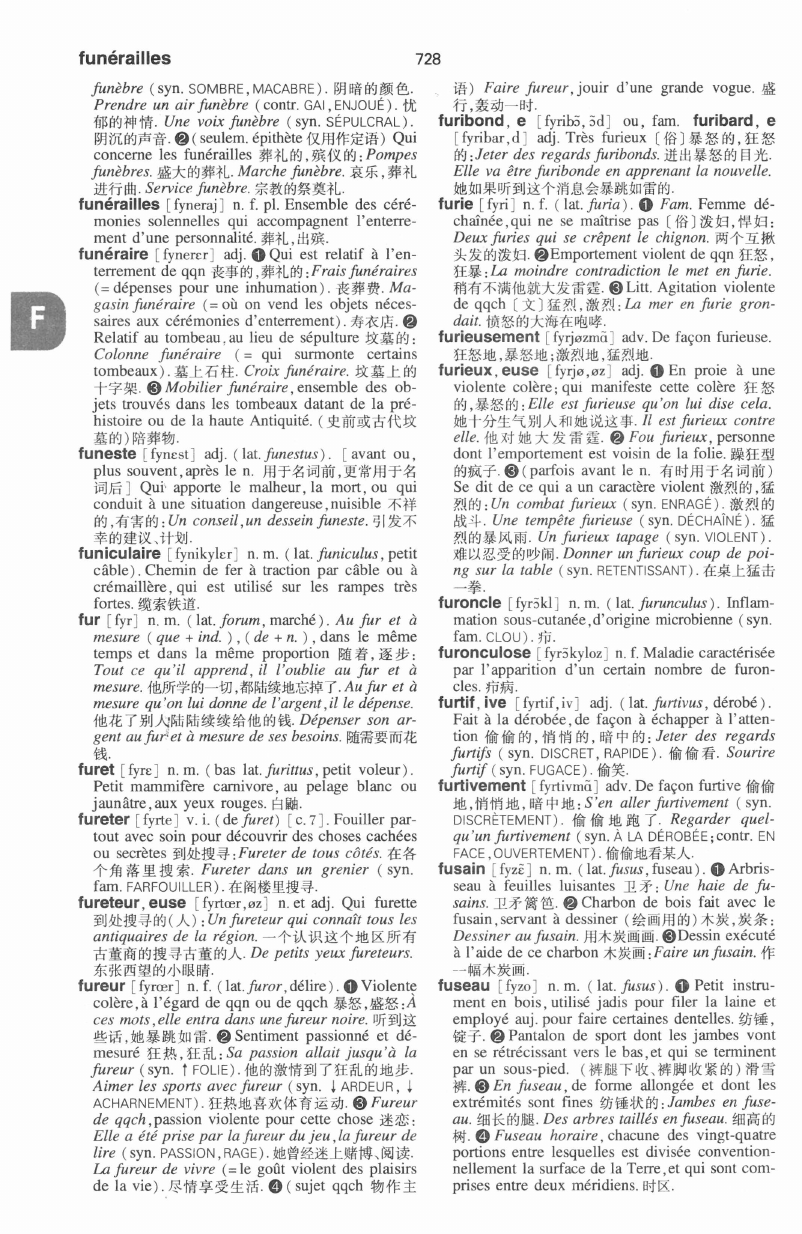 funérailles
728
funèbre (syn. SOMBRE, MACABRE). 阴暗的颜色.
Prendre un air funèbre (contr. GAI, ENJOUÉ). 忧
郁的神情. Une voix funèbre (syn. SÉPULCRAL).
阴沉的声音. ❷ (seulem. épithète 仅用作定语) Qui
concerne les funérailles 葬礼的,殡仪的: Pompes
funèbres. 盛大的葬礼. Marche funèbre. 哀乐,葬礼
进行曲. Service funèbre. 宗教的祭奠礼.
funérailles [fyneraj] n. f. pl. Ensemble des céré-
monies solennelles qui accompagnent l'enterre-
ment d'une personnalité. 葬礼,出殡.
funéraire [fynerɛr] adj. ❶ Qui est relatif à l'en-
terrement de qqn 丧事的,葬礼的: Frais funéraires
(= dépenses pour une inhumation). 丧葬费. Ma-
gasin funéraire (= où on vend les objets néces-
saires aux cérémonies d'enterrement). 寿衣店. ❷
Relatif au tombeau, au lieu de sépulture 坟墓的:
Colonne funéraire (= qui surmonte certains
tombeaux). 墓上石柱. Croix funéraire. 坟墓上的
十字架. ❸ Mobilier funéraire, ensemble des ob-
jets trouvés dans les tombeaux datant de la pré-
histoire ou de la haute Antiquité. (史前或古代坟
墓的)陪葬物.
funeste [fynɛst] adj. (lat. funestus). [avant ou,
plus souvent, après le n. 用于名词前,更常用于名
词后] Qui apporte le malheur, la mort, ou qui
conduit à une situation dangereuse, nuisible 不祥
的,有害的: Un conseil, un dessein funeste. 引发不
幸的建议、计划.
funiculaire [fynikylɛr] n. m. (lat. funiculus, petit
câble). Chemin de fer à traction par câble ou à
crémaillère, qui est utilisé sur les rampes très
fortes. 缆索铁道.
fur [fyr] n. m. (lat. forum, marché). Au fur et à
mesure (que + ind.), (de + n.), dans le même
temps et dans la même proportion 随着,逐步:
Tout ce qu'il apprend, il l'oublie au fur et à
mesure. 他所学的一切,都陆续地忘掉了. Au fur et à
mesure qu'on lui donne de l'argent, il le dépense.
他花了别人陆陆续续给他的钱. Dépenser son ar-
gent au fur et à mesure de ses besoins. 随需要而花
钱.
furet [fyrɛ] n. m. (bas lat. furittus, petit voleur).
Petit mammifère carnivore, au pelage blanc ou
jaunâtre, aux yeux rouges. 白鼬.
fureter [fyrte] v. i. (de furet) [c. 7]. Fouiller par-
tout avec soin pour découvrir des choses cachées
ou secrètes 到处搜寻: Fureter de tous côtés. 在各
个角落里搜索. Fureter dans un grenier (syn.
fam. FARFOUILLER). 在阁楼里搜寻.
fureteur, euse [fyrtœr, øz] n. et adj. Qui furette
到处搜寻的(人): Un fureteur qui connaît tous les
antiquaires de la région. 一个认识这个地区所有
古董商的搜寻古董的人. De petits yeux fureteurs.
东张西望的小眼睛.
fureur [fyrœr] n. f. (lat. furor, délire). ❶ Violente
colère, à l'égard de qqn ou de qqch 暴怒,盛怒: À
ces mots, elle entra dans une fureur noire. 听到这
些话,她暴跳如雷. ❷ Sentiment passionné et dé-
mesuré 狂热,狂乱: Sa passion allait jusqu'à la
fureur (syn. ↑ FOLIE). 他的激情到了狂乱的地步.
Aimer les sports avec fureur (syn. ↓ ARDEUR, ↓
ACHARNEMENT). 狂热地喜欢体育运动. ❸ Fureur
de qqch, passion violente pour cette chose 迷恋:
Elle a été prise par la fureur du jeu, la fureur de
lire (syn. PASSION, RAGE). 她曾经迷上赌博、阅读.
La fureur de vivre (= le goût violent des plaisirs
de la vie). 尽情享受生活. ❹ (sujet qqch 物作主
语) Faire fureur, jouir d'une grande vogue. 盛
行,轰动一时.
furibond, e [fyribɔ̃, ɔ̃d] ou, fam. furibard, e
[fyribar, d] adj. Très furieux 〔俗〕暴怒的,狂怒
的: Jeter des regards furibonds. 迸出暴怒的目光.
Elle va être furibonde en apprenant la nouvelle.
她如果听到这个消息会暴跳如雷的.
furie [fyri] n. f. (lat. furia). ❶ Fam. Femme dé-
chaînée, qui ne se maîtrise pas 〔俗〕泼妇,悍妇:
Deux furies qui se crêpent le chignon. 两个互揪
头发的泼妇. ❷ Emportement violent de qqn 狂怒,
狂暴: La moindre contradiction le met en furie.
稍有不满他就大发雷霆. ❸ Litt. Agitation violente
de qqch 〔文〕猛烈,激烈: La mer en furie gron-
dait. 愤怒的大海在咆哮.
furieusement [fyrjøzmɑ̃] adv. De façon furieuse.
狂怒地,暴怒地;激烈地,猛烈地.
furieux, euse [fyrjø, øz] adj. ❶ En proie à une
violente colère; qui manifeste cette colère 狂怒
的,暴怒的: Elle est furieuse qu'on lui dise cela.
她十分生气别人和她说这事. Il est furieux contre
elle. 他对她大发雷霆. ❷ Fou furieux, personne
dont l'emportement est voisin de la folie. 躁狂型
的疯子. ❸ (parfois avant le n. 有时用于名词前)
Se dit de ce qui a un caractère violent 激烈的,猛
烈的: Un combat furieux (syn. ENRAGÉ). 激烈的
战斗. Une tempête furieuse (syn. DÉCHAÎNÉ). 猛
烈的暴风雨. Un furieux tapage (syn. VIOLENT).
难以忍受的吵闹. Donner un furieux coup de poi-
ng sur la table (syn. RETENTISSANT). 在桌上猛击
一拳.
furoncle [fyrɔ̃kl] n. m. (lat. furunculus). Inflam-
mation sous-cutanée, d'origine microbienne (syn.
fam. CLOU). 疖.
furonculose [fyrɔ̃kyloz] n. f. Maladie caractérisée
par l'apparition d'un certain nombre de furon-
cles. 疖病.
furtif, ive [fyrtif, iv] adj. (lat. furtivus, dérobé).
Fait à la dérobée, de façon à échapper à l'atten-
tion 偷偷的,悄悄的,暗中的: Jeter des regards
furtifs (syn. DISCRET, RAPIDE). 偷偷看. Sourire
furtif (syn. FUGACE). 偷笑.
furtivement [fyrtivmɑ̃] adv. De façon furtive 偷偷
地,悄悄地,暗中地: S'en aller furtivement (syn.
DISCRÈTEMENT). 偷偷地跑了. Regarder quel-
qu'un furtivement (syn. À LA DÉROBÉE; contr. EN
FACE, OUVERTEMENT). 偷偷地看某人.
fusain [fyzɛ̃] n. m. (lat. fusus, fuseau). ❶ Arbris-
seau à feuilles luisantes 卫矛: Une haie de fu-
sains. 卫矛篱笆. ❷ Charbon de bois fait avec le
fusain, servant à dessiner (绘画用的)木炭,炭条:
Dessiner au fusain. 用木炭画画. ❸ Dessin exécuté
à l'aide de ce charbon 木炭画: Faire un fusain. 作
一幅木炭画.
fuseau [fyzo] n. m. (lat. fusus). ❶ Petit instru-
ment en bois, utilisé jadis pour filer la laine et
employé auj. pour faire certaines dentelles. 纺锤,
锭子. ❷ Pantalon de sport dont les jambes vont
en se rétrécissant vers le bas, et qui se terminent
par un sous-pied. (裤腿下收、裤脚收紧的)滑雪
裤. ❸ En fuseau, de forme allongée et dont les
extrémités sont fines 纺锤状的: Jambes en fuse-
au. 细长的腿. Des arbres taillés en fuseau. 细高的
树. ❹ Fuseau horaire, chacune des vingt-quatre
portions entre lesquelles est divisée convention-
nellement la surface de la Terre, et qui sont com-
prises entre deux méridiens. 时区.
F